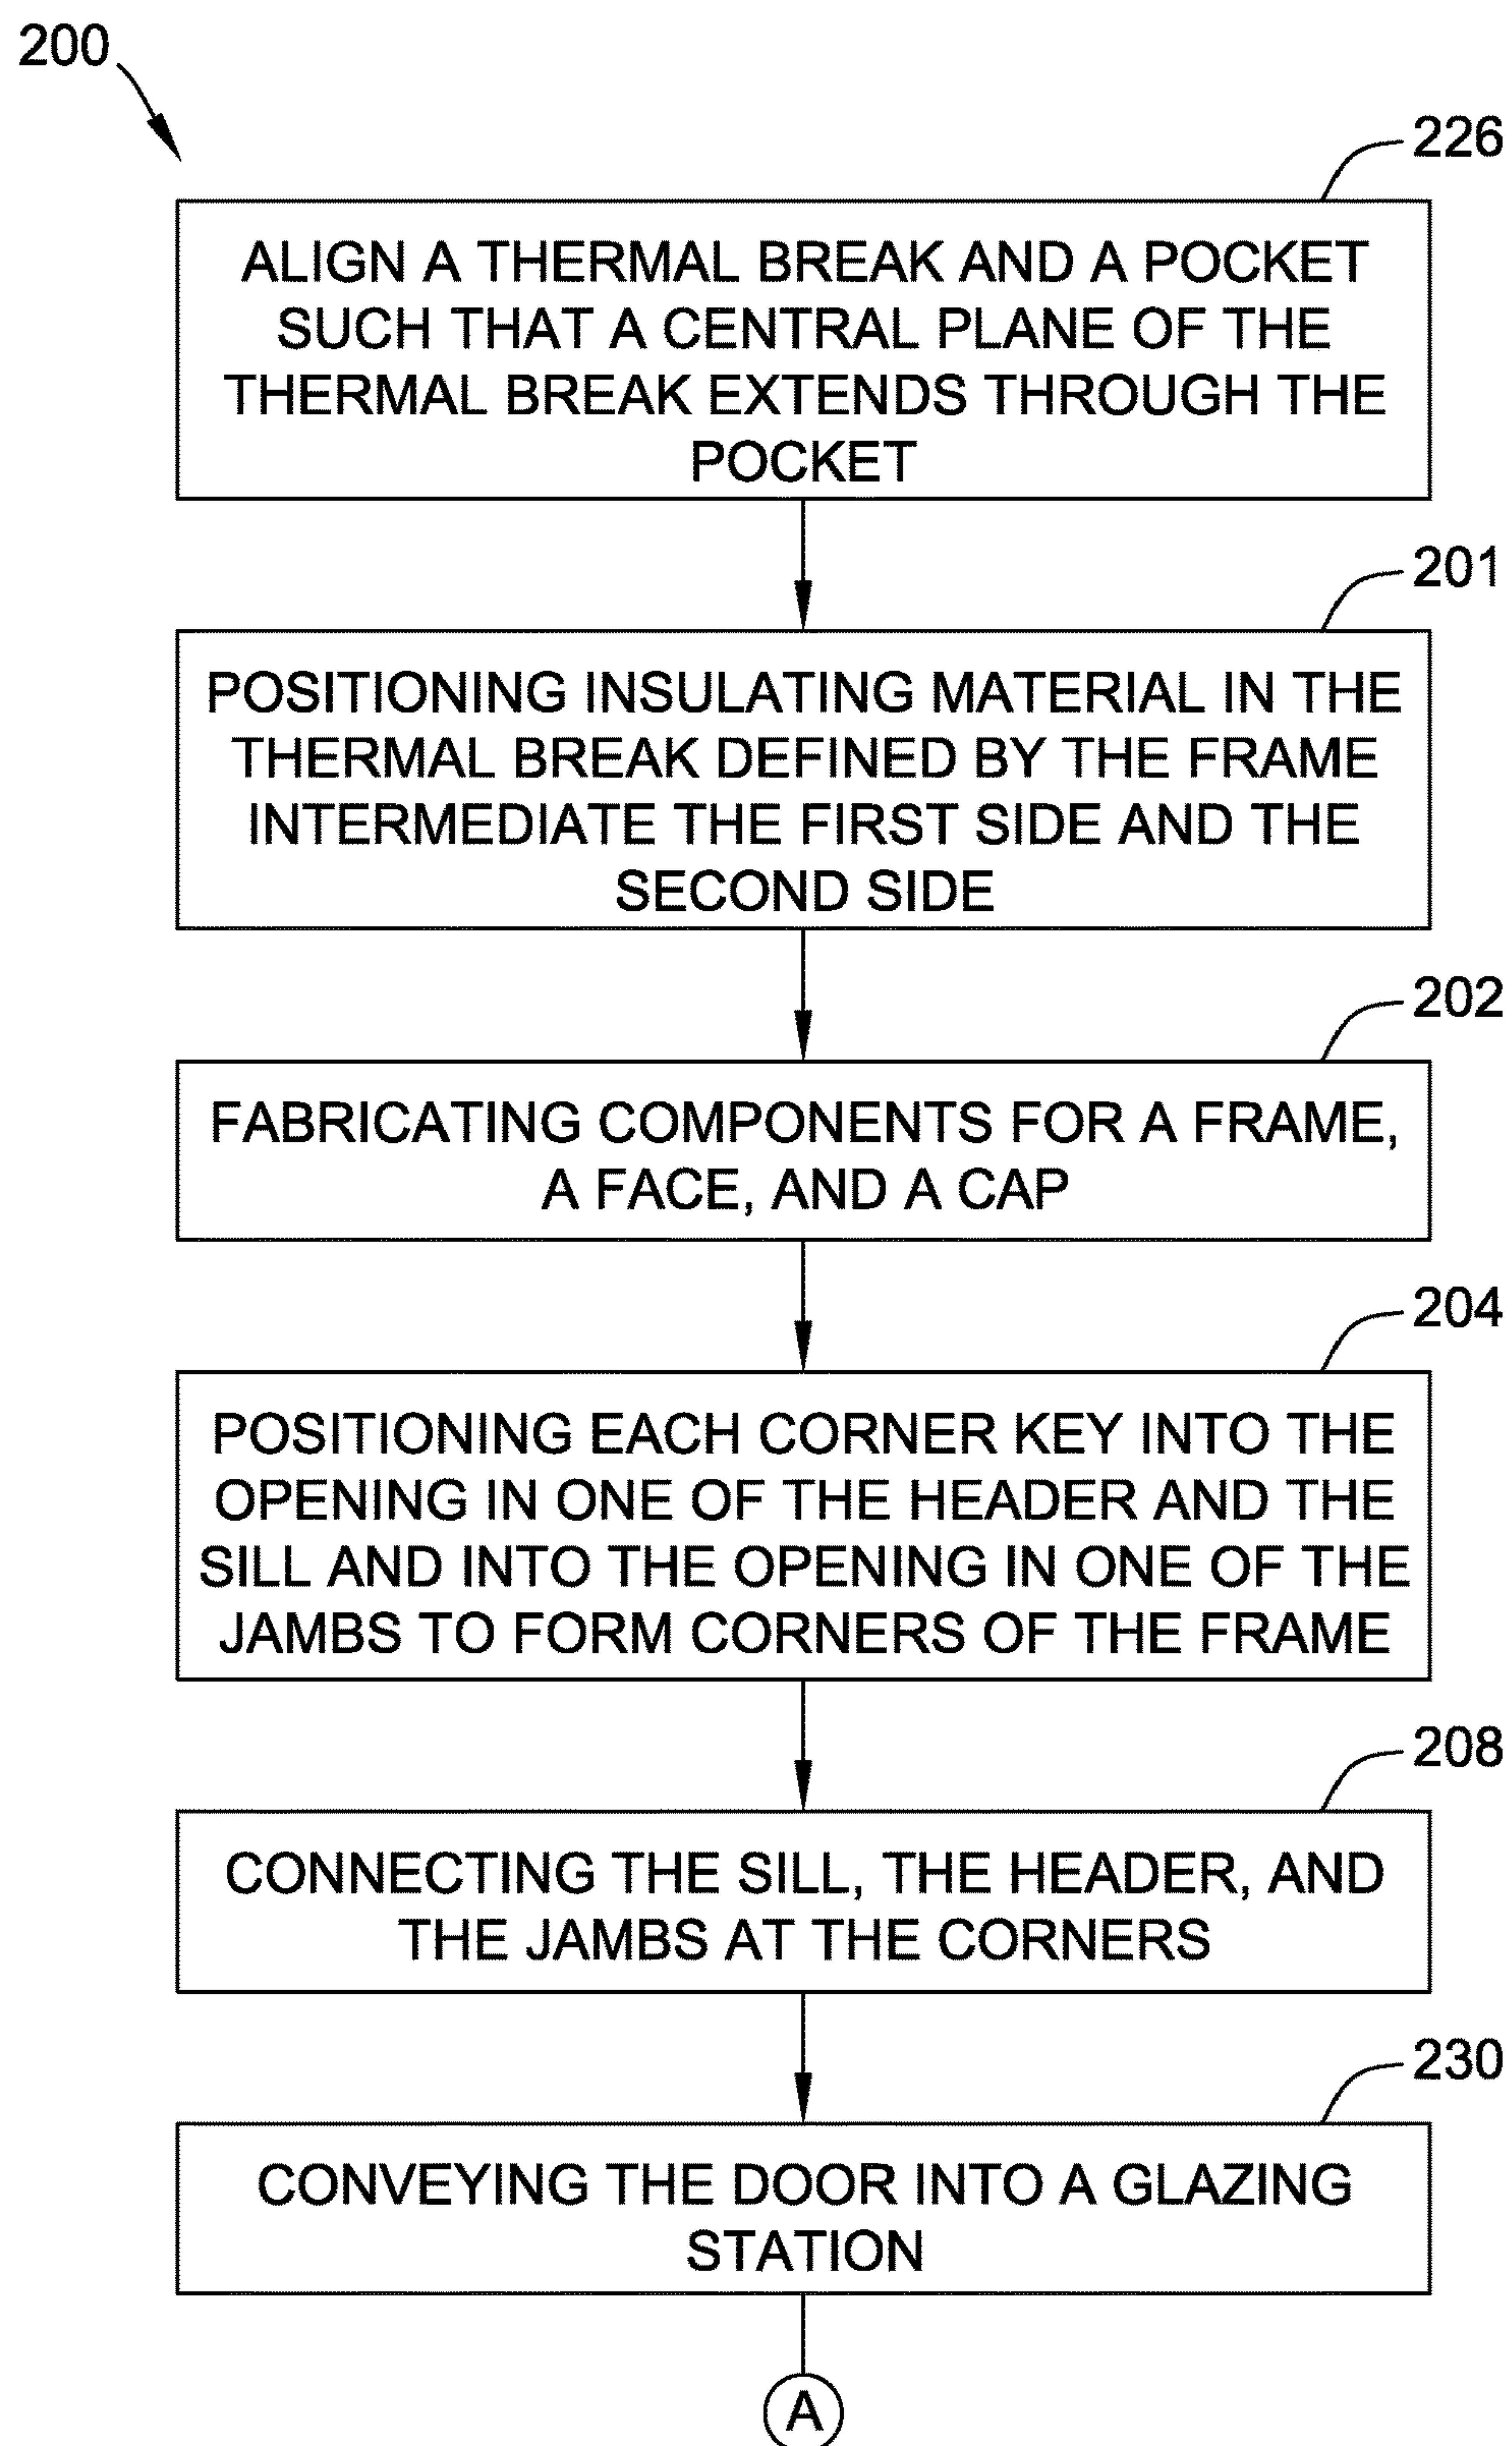 200
226
ALIGN A THERMAL BREAK AND A POCKET
SUCH THAT A CENTRAL PLANE OF THE
THERMAL BREAK EXTENDS THROUGH THE
POCKET
201
POSITIONING INSULATING MATERIAL IN THE
THERMAL BREAK DEFINED BY THE FRAME
INTERMEDIATE THE FIRST SIDE AND THE
SECOND SIDE
202
FABRICATING COMPONENTS FOR A FRAME,
A FACE, AND A CAP
204
POSITIONING EACH CORNER KEY INTO THE
OPENING IN ONE OF THE HEADER AND THE
SILL AND INTO THE OPENING IN ONE OF THE
JAMBS TO FORM CORNERS OF THE FRAME
208
CONNECTING THE SILL, THE HEADER, AND
THE JAMBS AT THE CORNERS
230
CONVEYING THE DOOR INTO A GLAZING
STATION
A